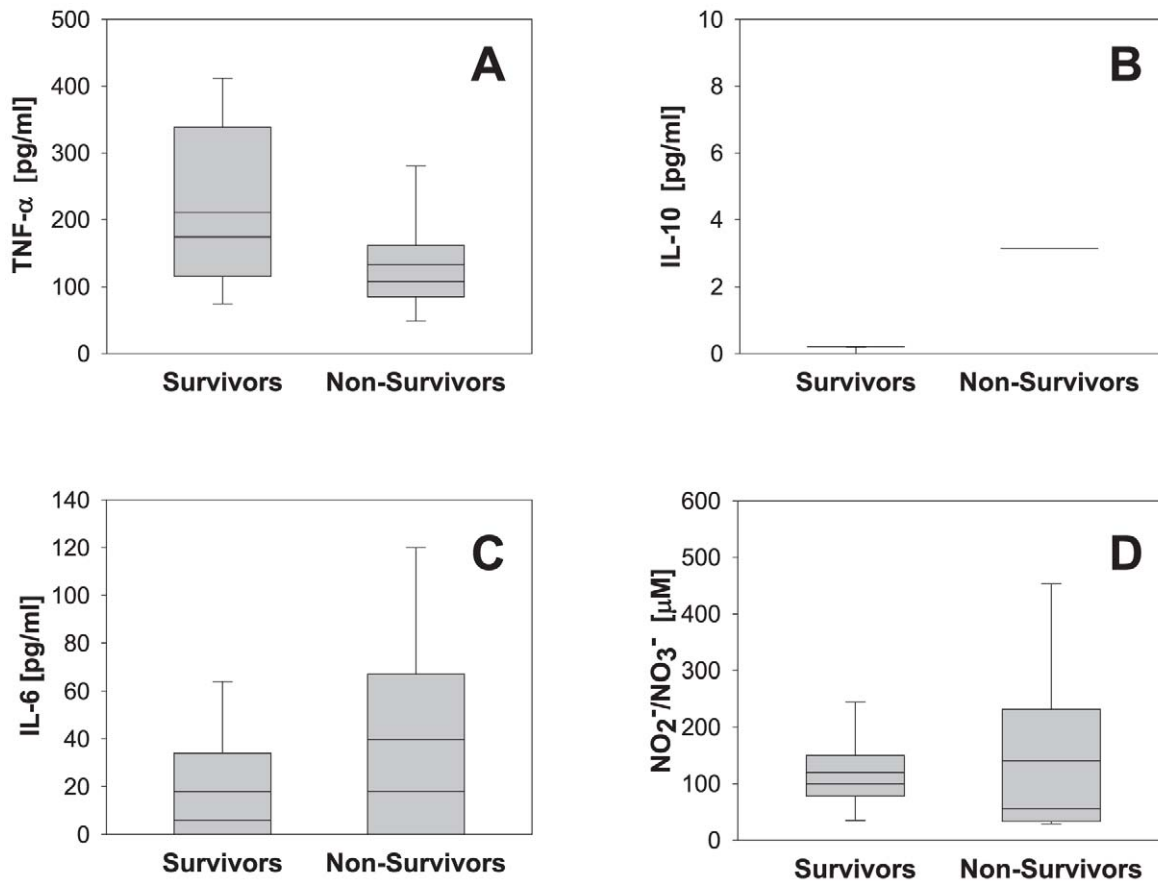 A
TNF-α [pg/ml]
500
400
300
200
100
0
Survivors Non-Survivors
B
IL-10 [pg/ml]
10
8
6
4
2
0
Survivors Non-Survivors
C
IL-6 [pg/ml]
140
120
100
80
60
40
20
0
Survivors Non-Survivors
D
NO₂⁻/NO₃⁻ [μM]
600
500
400
300
200
100
0
Survivors Non-Survivors